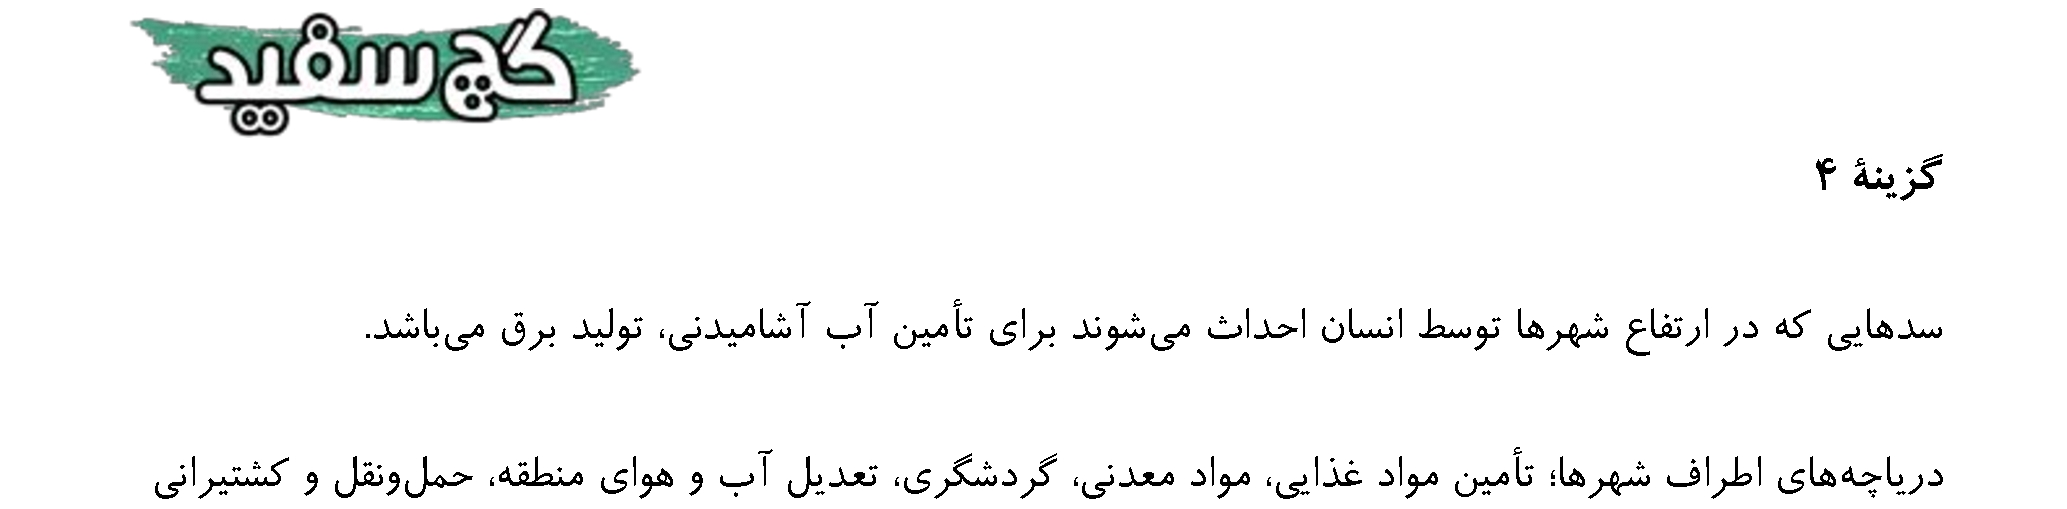 گچ سفید
گزینهٔ ۴
سدهایی که در ارتفاع شهرها توسط انسان احداث می‌شوند برای تأمین آب آشامیدنی، تولید برق می‌باشد.
دریاچه‌های اطراف شهرها؛ تأمین مواد غذایی، مواد معدنی، گردشگری، تعدیل آب و هوای منطقه، حمل‌ونقل و کشتیرانی